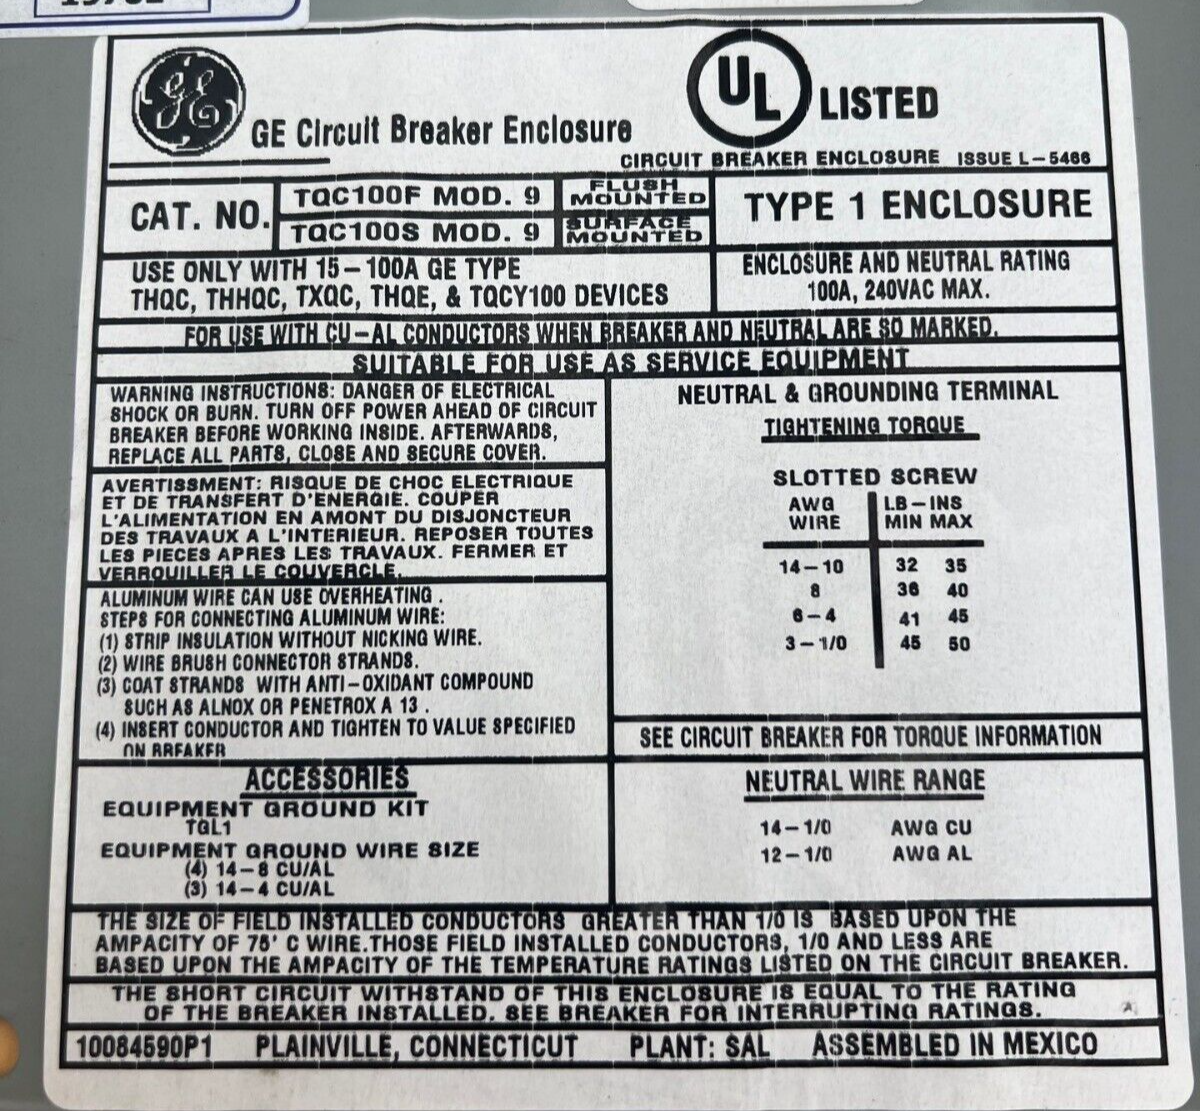 GE
GE Circuit Breaker Enclosure
UL LISTED
CIRCUIT BREAKER ENCLOSURE ISSUE L-5466
CAT. NO.
TQC100F MOD. 9
FLUSH MOUNTED
TQC100S MOD. 9
SURFACE MOUNTED
TYPE 1 ENCLOSURE
USE ONLY WITH 15-100A GE TYPE
THQC, THHQC, TXQC, THQE, & TQCY100 DEVICES
ENCLOSURE AND NEUTRAL RATING
100A, 240VAC MAX.
FOR USE WITH CU-AL CONDUCTORS WHEN BREAKER AND NEUTRAL ARE SO MARKED.
SUITABLE FOR USE AS SERVICE EQUIPMENT
WARNING INSTRUCTIONS: DANGER OF ELECTRICAL
SHOCK OR BURN. TURN OFF POWER AHEAD OF CIRCUIT
BREAKER BEFORE WORKING INSIDE. AFTERWARDS,
REPLACE ALL PARTS, CLOSE AND SECURE COVER.
AVERTISSMENT: RISQUE DE CHOC ELECTRIQUE
ET DE TRANSFERT D'ENERGIE. COUPER
L'ALIMENTATION EN AMONT DU DISJONCTEUR
DES TRAVAUX A L'INTERIEUR. REPOSER TOUTES
LES PIECES APRES LES TRAVAUX. FERMER ET
VERROUILLER LE COUVERCLE.
ALUMINUM WIRE CAN USE OVERHEATING .
STEPS FOR CONNECTING ALUMINUM WIRE:
(1) STRIP INSULATION WITHOUT NICKING WIRE.
(2) WIRE BRUSH CONNECTOR STRANDS.
(3) COAT STRANDS WITH ANTI-OXIDANT COMPOUND
SUCH AS ALNOX OR PENETROX A 13 .
(4) INSERT CONDUCTOR AND TIGHTEN TO VALUE SPECIFIED
ON BREAKER
NEUTRAL & GROUNDING TERMINAL
TIGHTENING TORQUE
SLOTTED SCREW
AWG LB-INS
WIRE MIN MAX
14-10 32 35
8 36 40
6-4 41 45
3-1/0 45 50
SEE CIRCUIT BREAKER FOR TORQUE INFORMATION
ACCESSORIES
EQUIPMENT GROUND KIT
TGL1
EQUIPMENT GROUND WIRE SIZE
(4) 14-8 CU/AL
(3) 14-4 CU/AL
NEUTRAL WIRE RANGE
14-1/0 AWG CU
12-1/0 AWG AL
THE SIZE OF FIELD INSTALLED CONDUCTORS GREATER THAN 1/0 IS BASED UPON THE
AMPACITY OF 75' C WIRE.THOSE FIELD INSTALLED CONDUCTORS, 1/0 AND LESS ARE
BASED UPON THE AMPACITY OF THE TEMPERATURE RATINGS LISTED ON THE CIRCUIT BREAKER.
THE SHORT CIRCUIT WITHSTAND OF THIS ENCLOSURE IS EQUAL TO THE RATING
OF THE BREAKER INSTALLED. SEE BREAKER FOR INTERRUPTING RATINGS.
10084590P1 PLAINVILLE, CONNECTICUT PLANT: SAL ASSEMBLED IN MEXICO